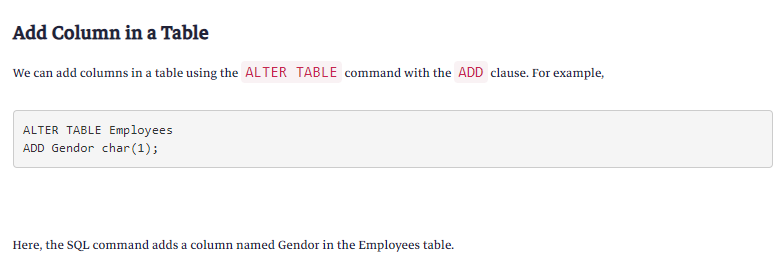 Add Column in a Table
We can add columns in a table using the ALTER TABLE command with the ADD clause. For example,
ALTER TABLE Employees
ADD Gendor char(1);
Here, the SQL command adds a column named Gendor in the Employees table.